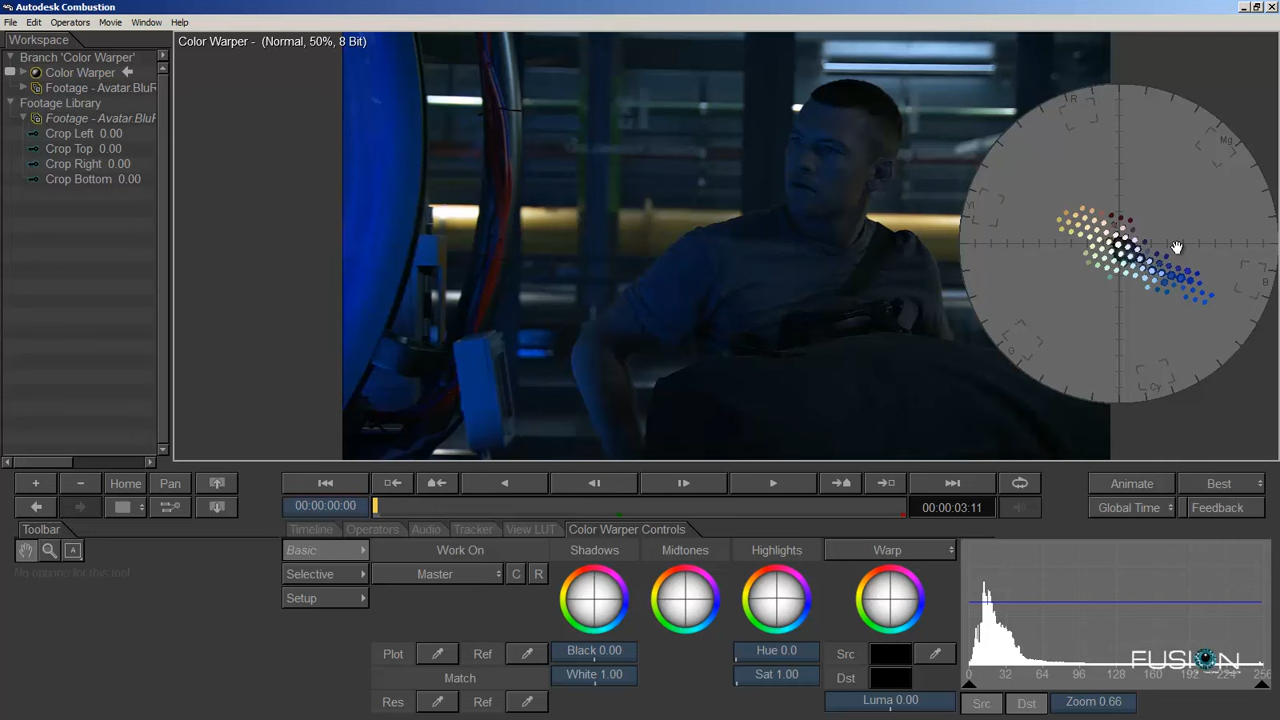 Autodesk Combustion
File Edit Operators Movie Window Help
Workspace
Branch 'Color Warper'
Color Warper
Footage - Avatar.BluR
Footage Library
Footage - Avatar.BluF
Crop Left 0.00
Crop Top 0.00
Crop Right 0.00
Crop Bottom 0.00
Color Warper - (Normal, 50%, 8 Bit)
R
Mg
Yl
B
G
Cy
+ - Home Pan
Animate Best
00:00:00:00
00:00:03:11
Global Time Feedback
Toolbar
No options for this tool
Timeline Operators Audio Tracker View LUT Color Warper Controls
Basic Work On Shadows Midtones Highlights Warp
Selective Master C R
Setup
Plot Ref Black 0.00 Hue 0.0 Src
Match White 1.00 Sat 1.00 Dst
Res Ref Luma 0.00
0 32 64 96 128 160 192 224 256
Src Dst Zoom 0.66
FUSION